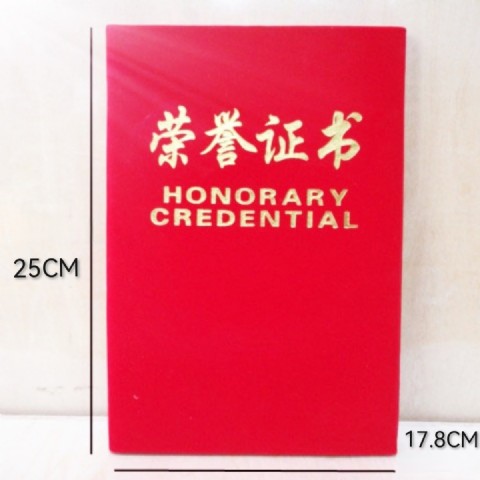 荣誉证书
HONORARY
CREDENTIAL
25CM
17.8CM